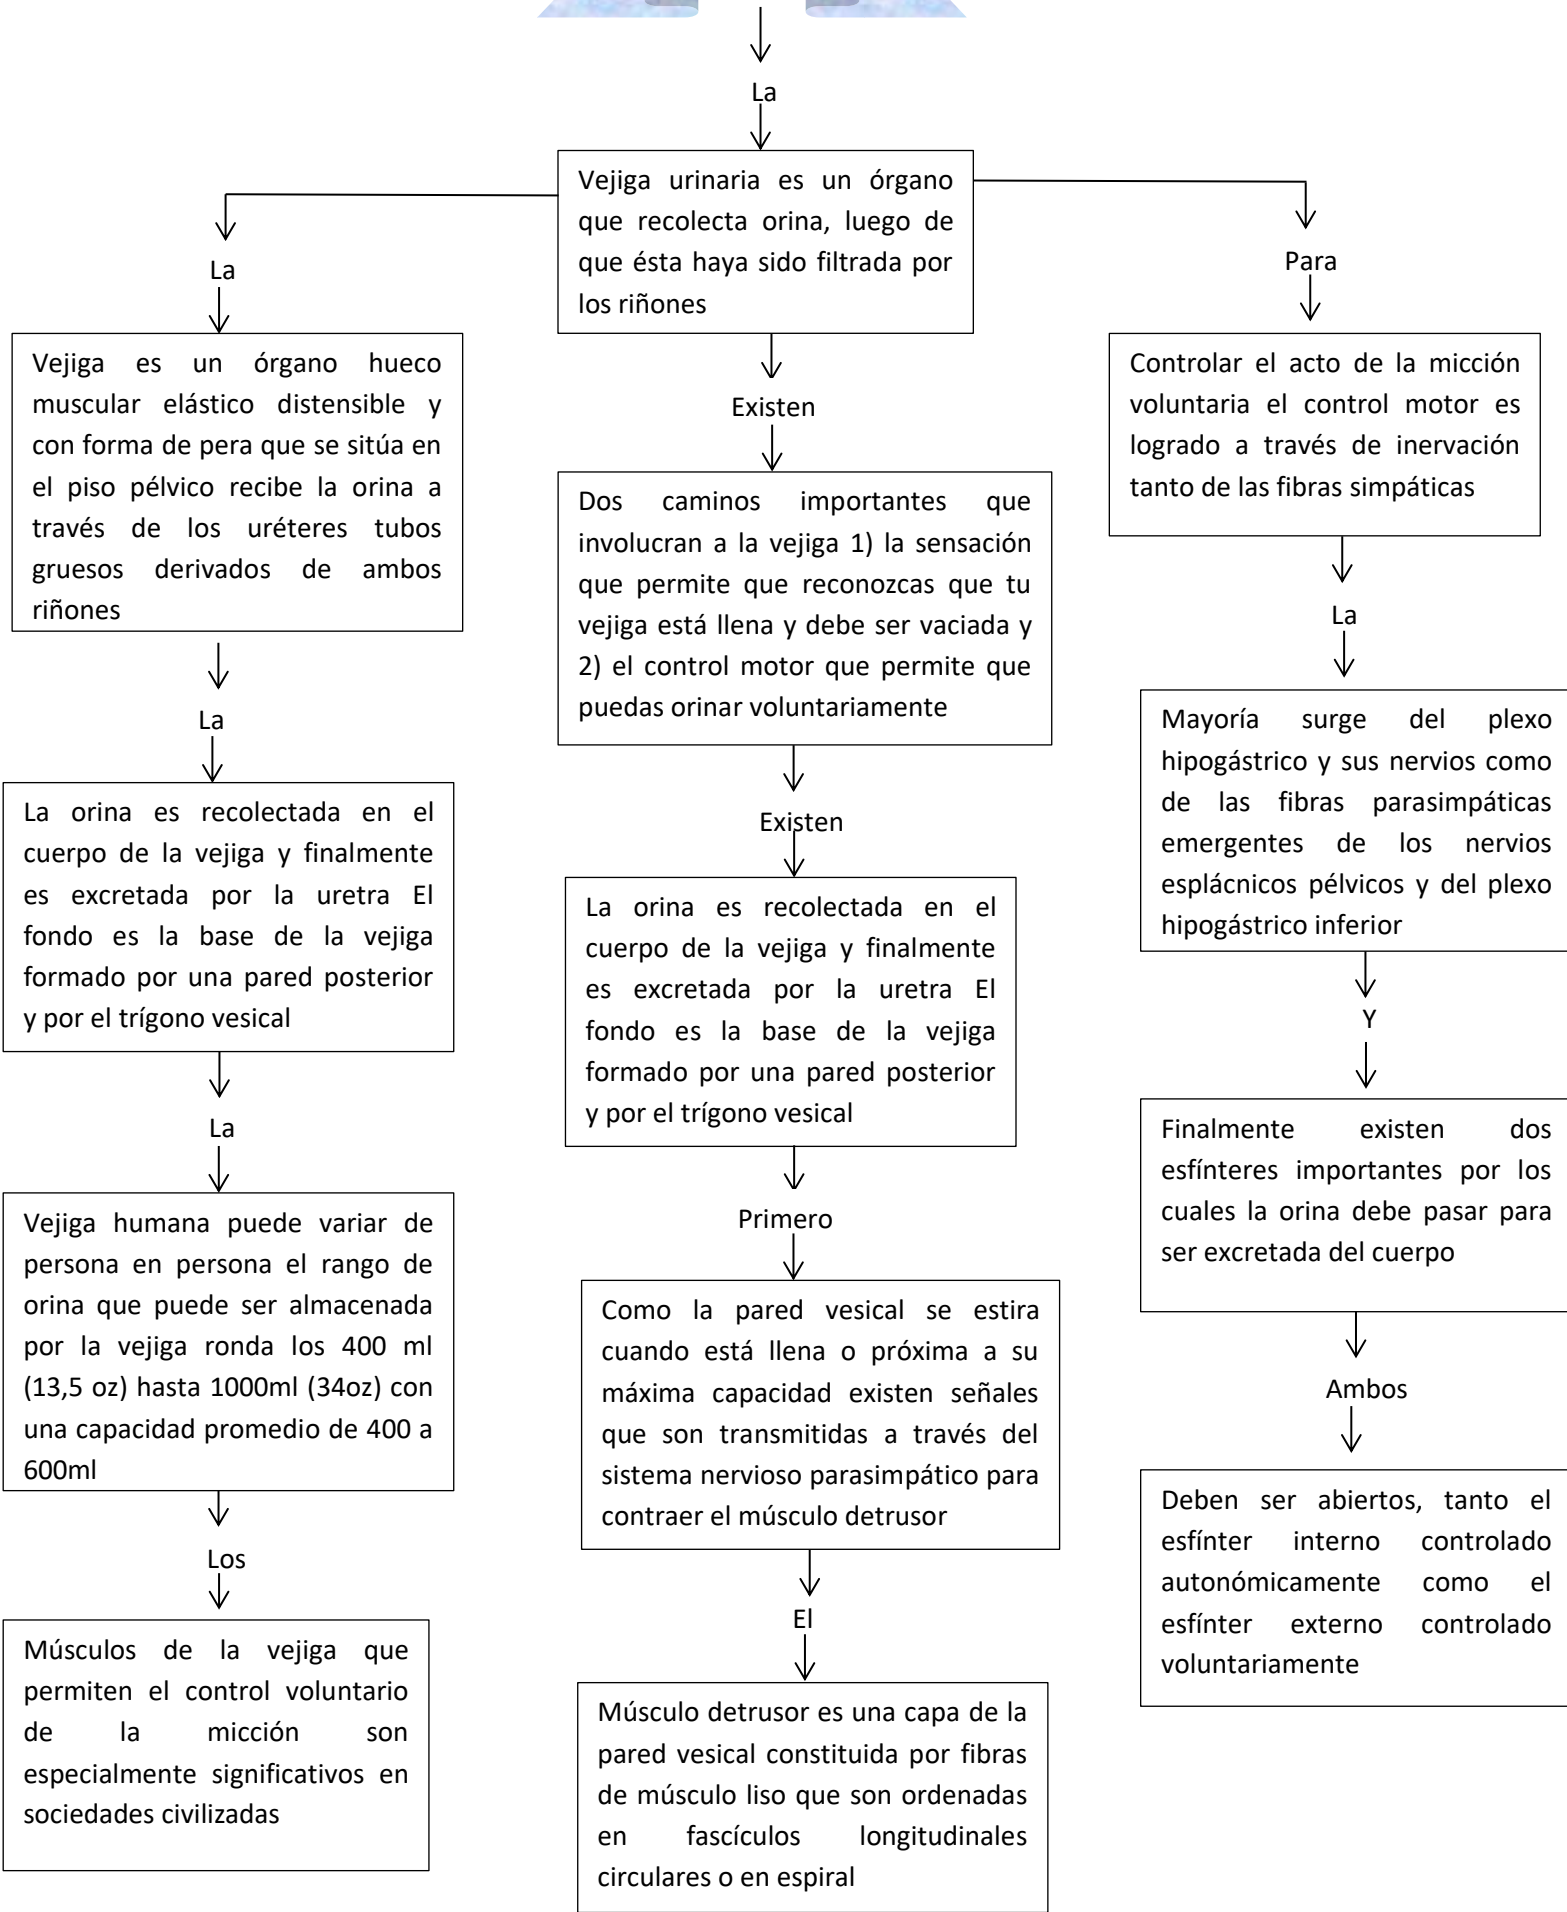 La
Vejiga urinaria es un órgano
que recolecta orina, luego de
que ésta haya sido filtrada por
los riñones
La
Vejiga es un órgano hueco
muscular elástico distensible y
con forma de pera que se sitúa en
el piso pélvico recibe la orina a
través de los uréteres tubos
gruesos derivados de ambos
riñones
La
La orina es recolectada en el
cuerpo de la vejiga y finalmente
es excretada por la uretra El
fondo es la base de la vejiga
formado por una pared posterior
y por el trígono vesical
La
Vejiga humana puede variar de
persona en persona el rango de
orina que puede ser almacenada
por la vejiga ronda los 400 ml
(13,5 oz) hasta 1000ml (34oz) con
una capacidad promedio de 400 a
600ml
Los
Músculos de la vejiga que
permiten el control voluntario
de la micción son
especialmente significativos en
sociedades civilizadas
Existen
Dos caminos importantes que
involucran a la vejiga 1) la sensación
que permite que reconozcas que tu
vejiga está llena y debe ser vaciada y
2) el control motor que permite que
puedas orinar voluntariamente
Existen
La orina es recolectada en el
cuerpo de la vejiga y finalmente
es excretada por la uretra El
fondo es la base de la vejiga
formado por una pared posterior
y por el trígono vesical
Primero
Como la pared vesical se estira
cuando está llena o próxima a su
máxima capacidad existen señales
que son transmitidas a través del
sistema nervioso parasimpático para
contraer el músculo detrusor
El
Músculo detrusor es una capa de la
pared vesical constituida por fibras
de músculo liso que son ordenadas
en fascículos longitudinales
circulares o en espiral
Para
Controlar el acto de la micción
voluntaria el control motor es
logrado a través de inervación
tanto de las fibras simpáticas
La
Mayoría surge del plexo
hipogástrico y sus nervios como
de las fibras parasimpáticas
emergentes de los nervios
esplácnicos pélvicos y del plexo
hipogástrico inferior
Y
Finalmente existen dos
esfínteres importantes por los
cuales la orina debe pasar para
ser excretada del cuerpo
Ambos
Deben ser abiertos, tanto el
esfínter interno controlado
autonómicamente como el
esfínter externo controlado
voluntariamente